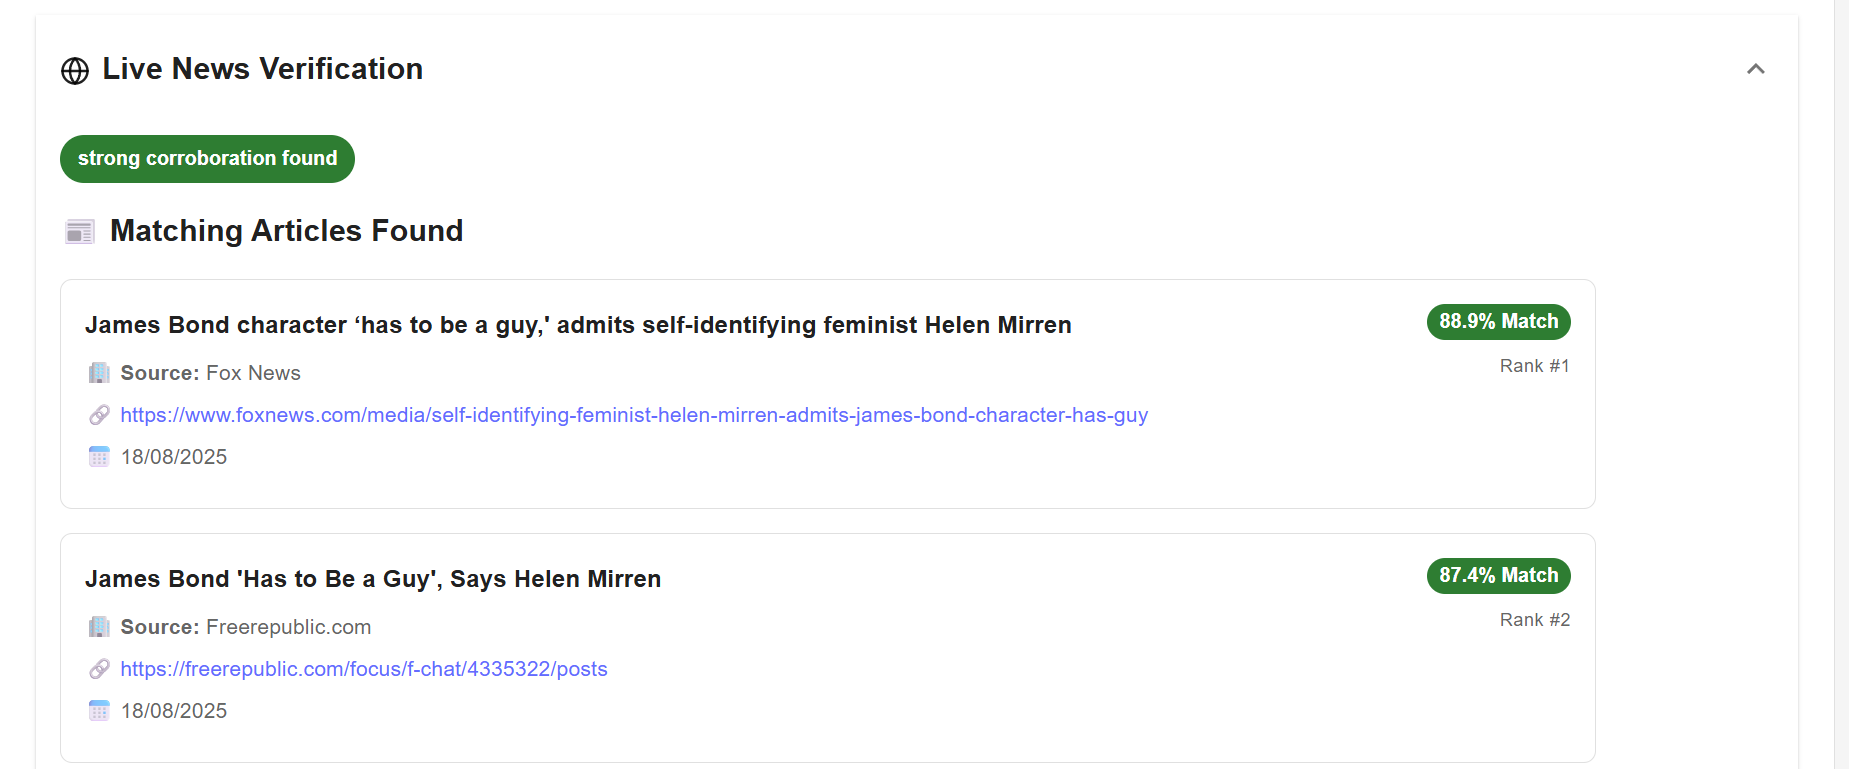 Live News Verification
strong corroboration found
Matching Articles Found
James Bond character ‘has to be a guy,' admits self-identifying feminist Helen Mirren
88.9% Match
Source: Fox News
Rank #1
https://www.foxnews.com/media/self-identifying-feminist-helen-mirren-admits-james-bond-character-has-guy
18/08/2025
James Bond 'Has to Be a Guy', Says Helen Mirren
87.4% Match
Source: Freerepublic.com
Rank #2
https://freerepublic.com/focus/f-chat/4335322/posts
18/08/2025